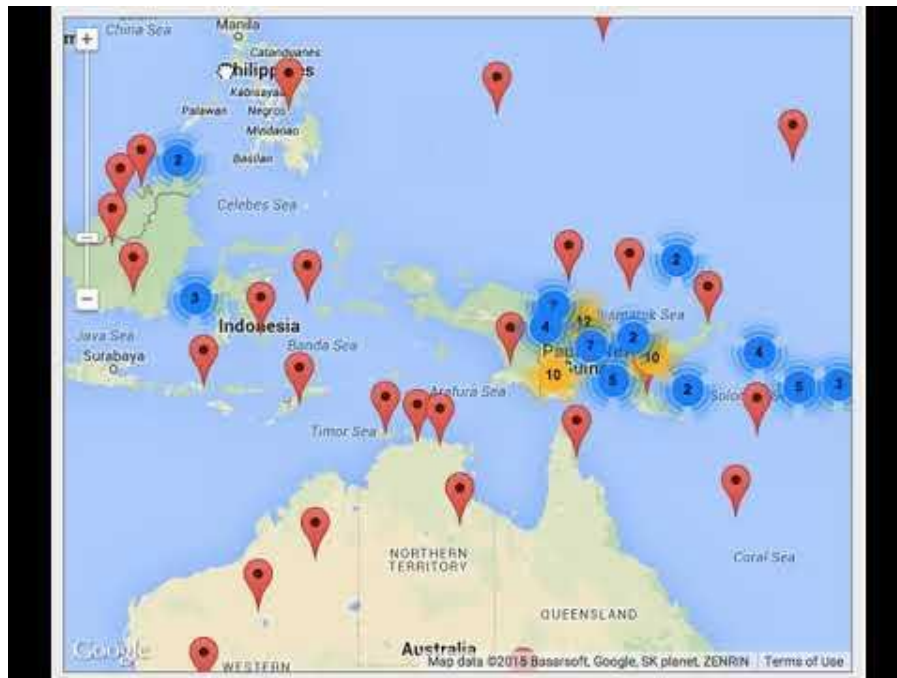 China Sea
Manila
+
Catanduanes
Philippines
Kabisayaa
Palawan
Negros
Mindanao
Basilan
2
Celebes Sea
2
3
7
12
Bismarck Sea
Indonesia
4
2
Java Sea
Banda Sea
7
10
4
Surabaya
10
5
Arafura Sea
2
5
3
Timor Sea
NORTHERN
TERRITORY
Coral Sea
QUEENSLAND
Google
Australia
WESTERN
Map data ©2015 Basarsoft, Google, SK planet, ZENRIN
Terms of Use